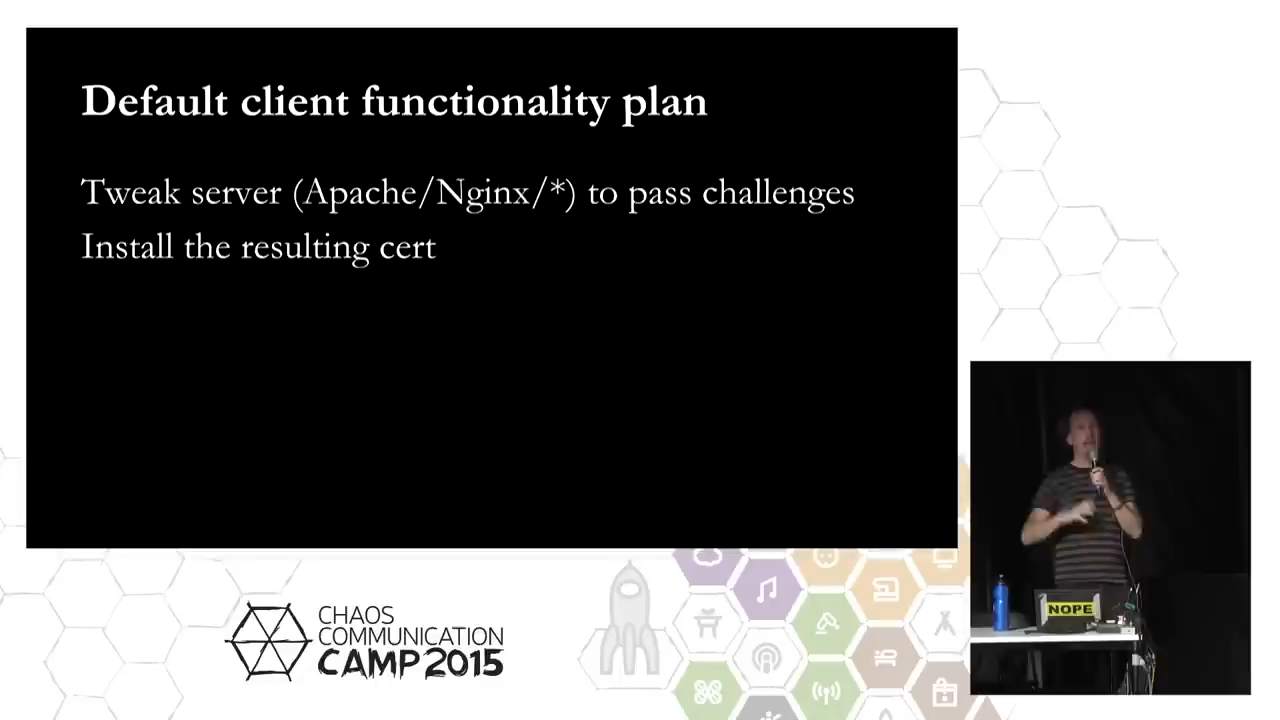 Default client functionality plan
Tweak server (Apache/Nginx/*) to pass challenges
Install the resulting cert
CHAOS
COMMUNICATION
CAMP 2015
NOPE